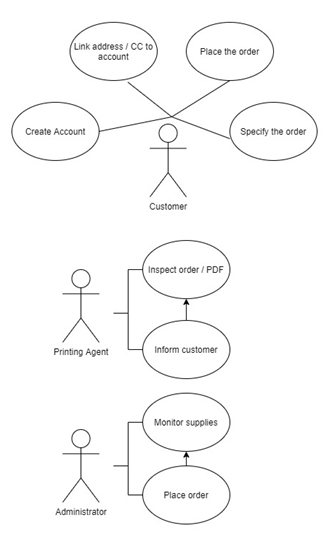 Link address / CC to
account
Place the order
Create Account
Specify the order
Customer
Inspect order / PDF
Printing Agent
Inform customer
Monitor supplies
Administrator
Place order